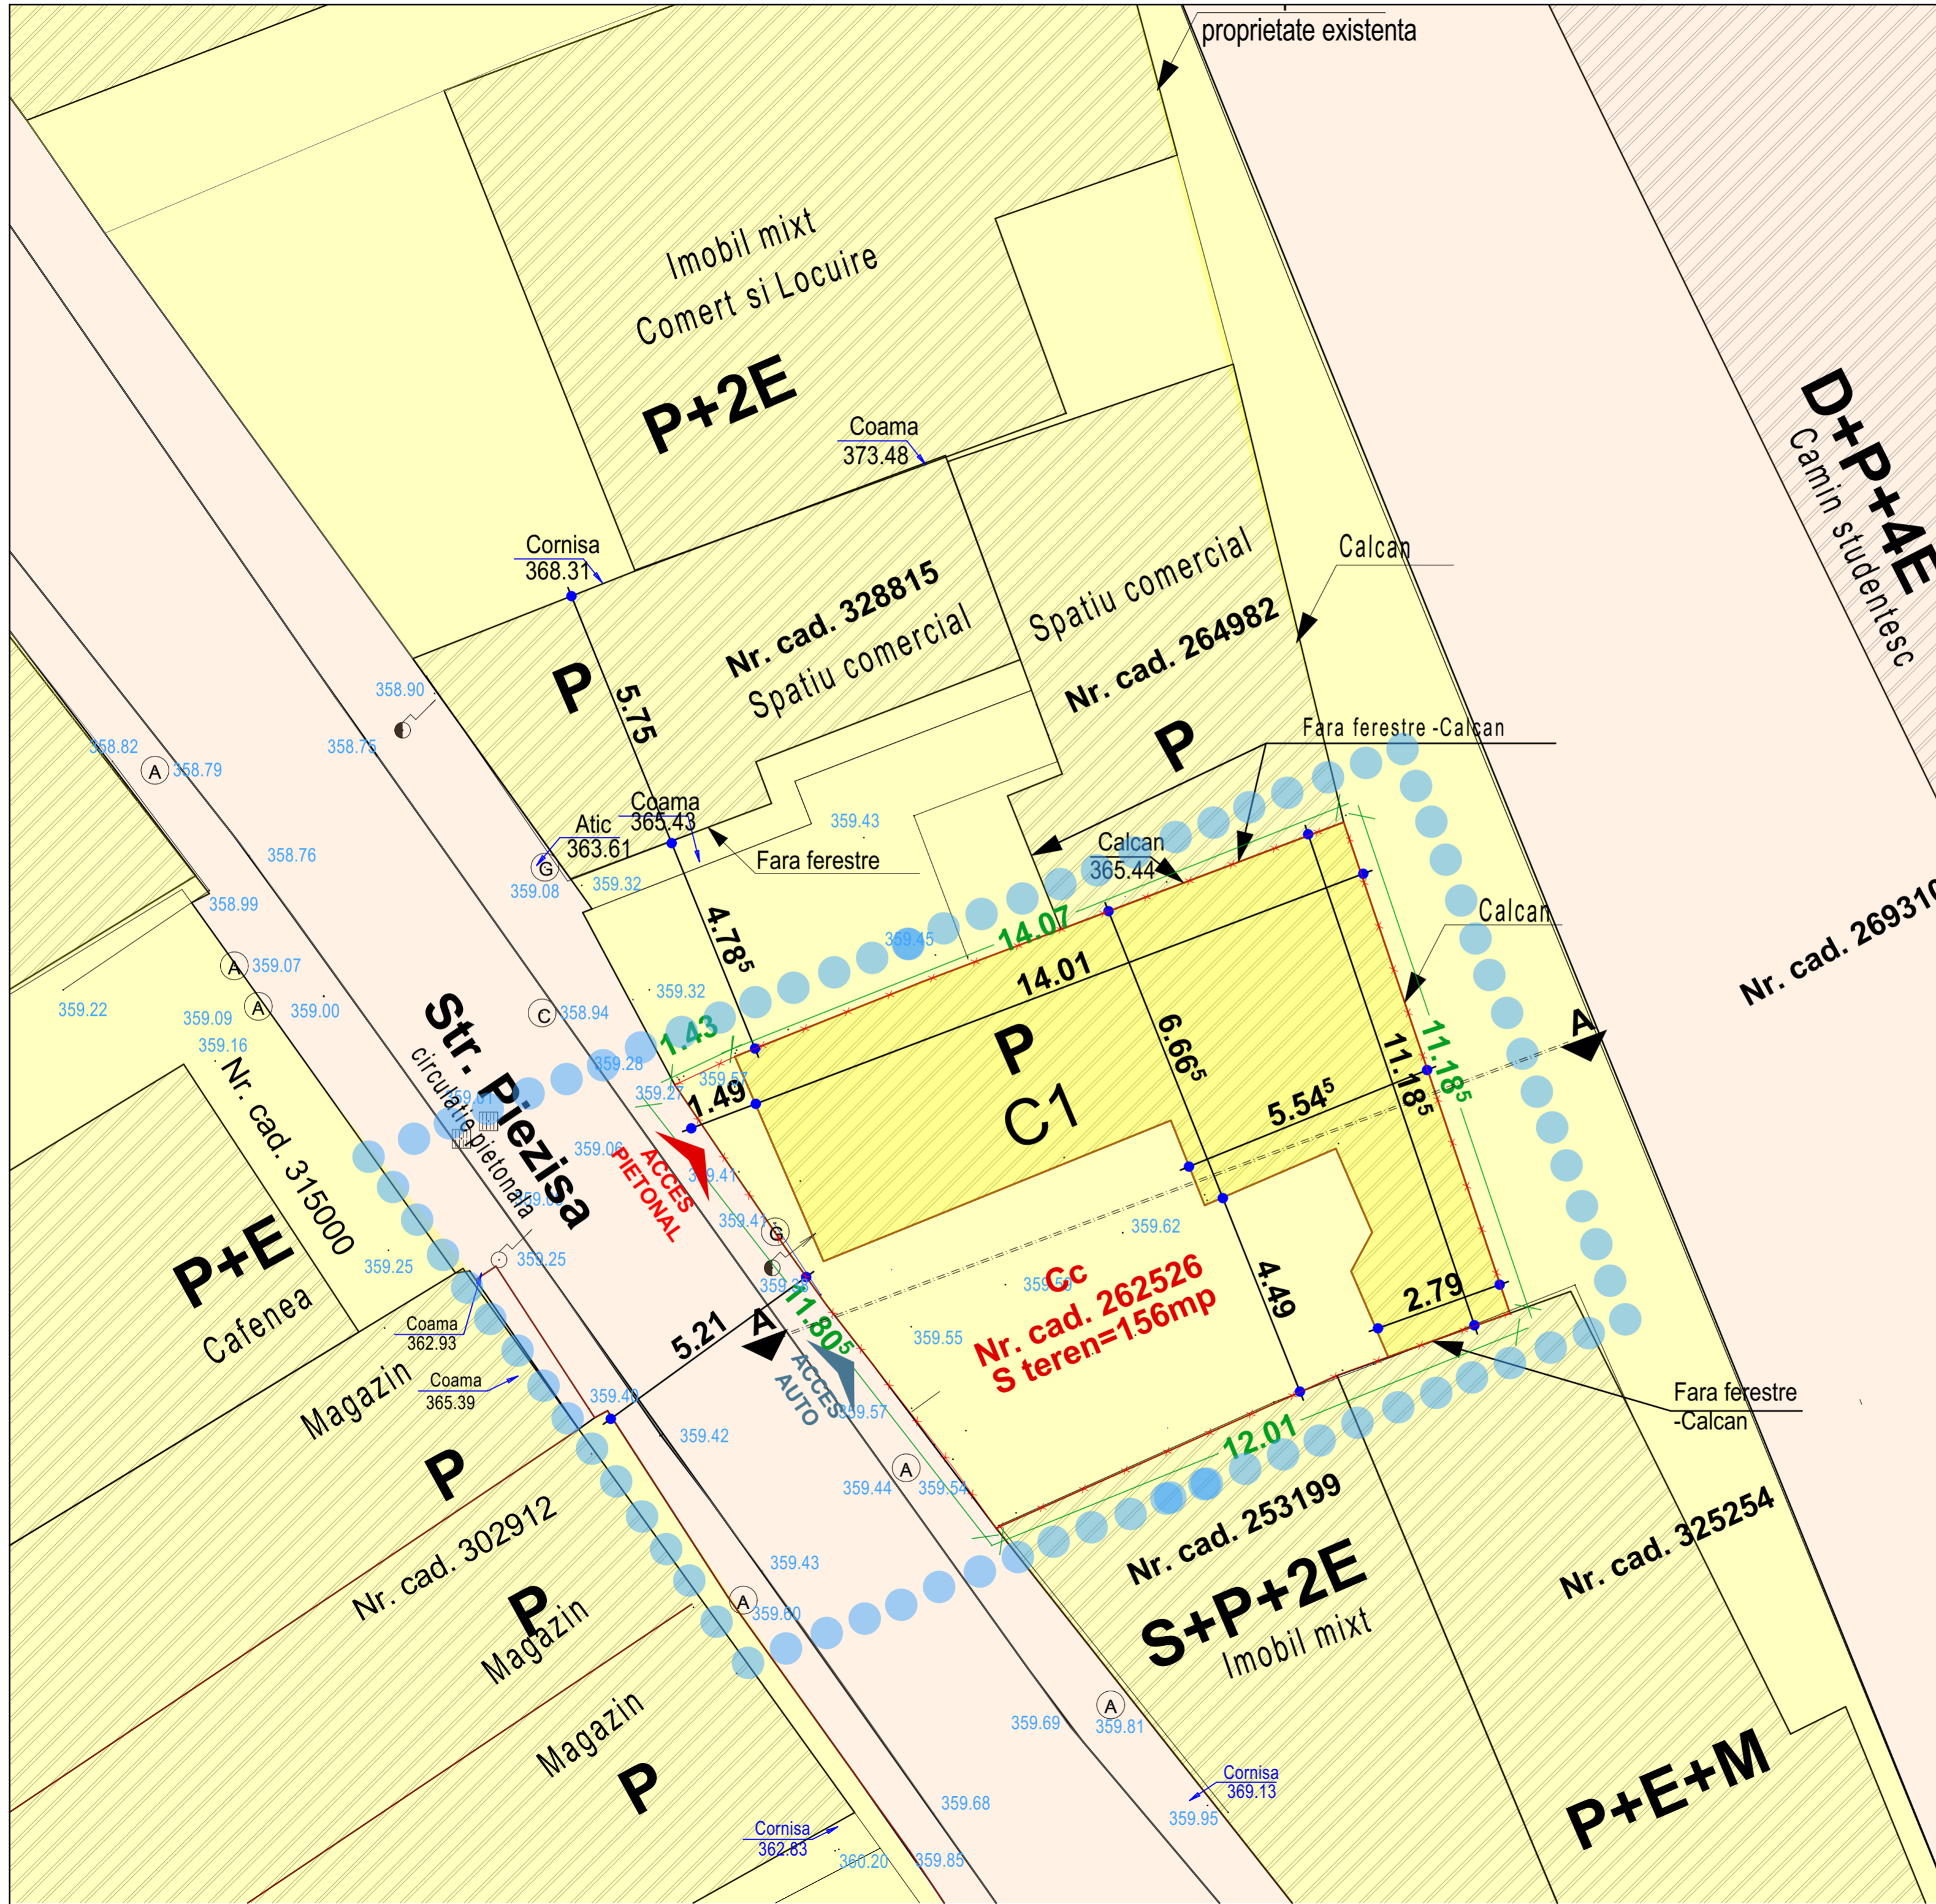 proprietate existenta
Imobil mixt
Comert si Locuire
P+2E
Coama
373.48
Cornisa
368.31
D+P+4E
Camin studentesc
Nr. cad. 328815
Spatiu comercial
P
5.75
Spatiu comercial
Nr. cad. 264982
P
Calcan
Fara ferestre -Calcan
358.90
358.75
358.82
A
358.79
358.76
358.99
Coama
365.43
Atic
363.61
G
359.08
359.32
Fara ferestre
359.43
Calcan
365.44
Calcan
Nr. cad. 269310
4.78⁵
359.45
14.07
14.01
359.32
1.43
1.49
359.57
359.27
359.28
C
358.94
A
359.07
A
359.00
359.09
359.16
359.22
Str. Piezisa
circulatie pietonala
359.06
Nr. cad. 315000
P+E
Cafenea
359.25
359.25
ACCES
PIETONAL
359.41
359.41
G
359.38
P
C1
6.66⁵
5.54⁵
11.18⁵
11.18⁵
A
359.62
359.59
Cc
Nr. cad. 262526
S teren=156mp
4.49
2.79
359.55
11.80⁵
A
ACCES
AUTO
359.57
5.21
Coama
362.93
Coama
365.39
359.40
359.42
Magazin
P
Nr. cad. 302912
P
Magazin
Magazin
P
359.44
A
359.54
12.01
Fara ferestre
-Calcan
Nr. cad. 253199
S+P+2E
Imobil mixt
Nr. cad. 325254
P+E+M
359.43
A
359.60
359.69
A
359.81
Cornisa
369.13
359.95
359.68
Cornisa
362.83
360.20
359.85